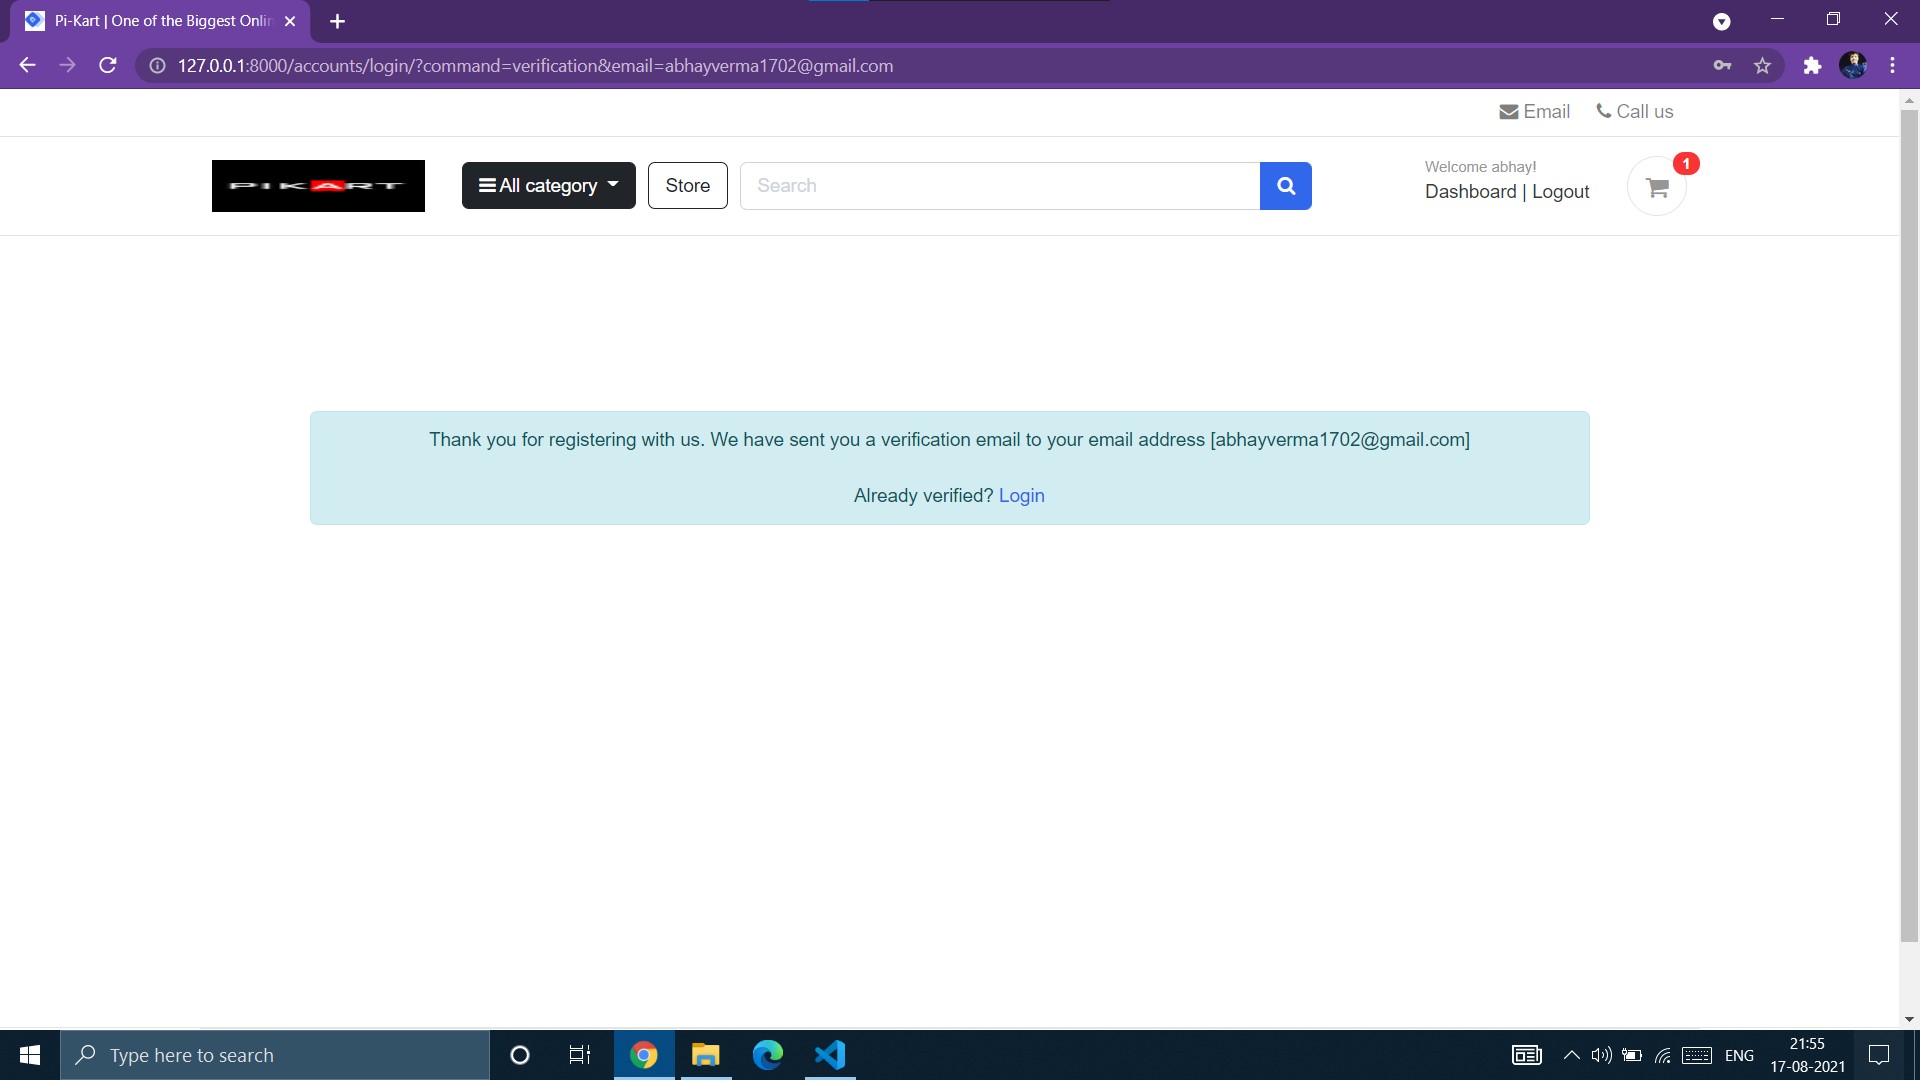 Pi-Kart | One of the Biggest Onlin
127.0.0.1:8000/accounts/login/?command=verification&email=abhayverma1702@gmail.com
Email Call us
PIKART
All category Store Search
Welcome abhay!
Dashboard | Logout
1
Thank you for registering with us. We have sent you a verification email to your email address [abhayverma1702@gmail.com]
Already verified? Login
Type here to search
ENG
21:55
17-08-2021